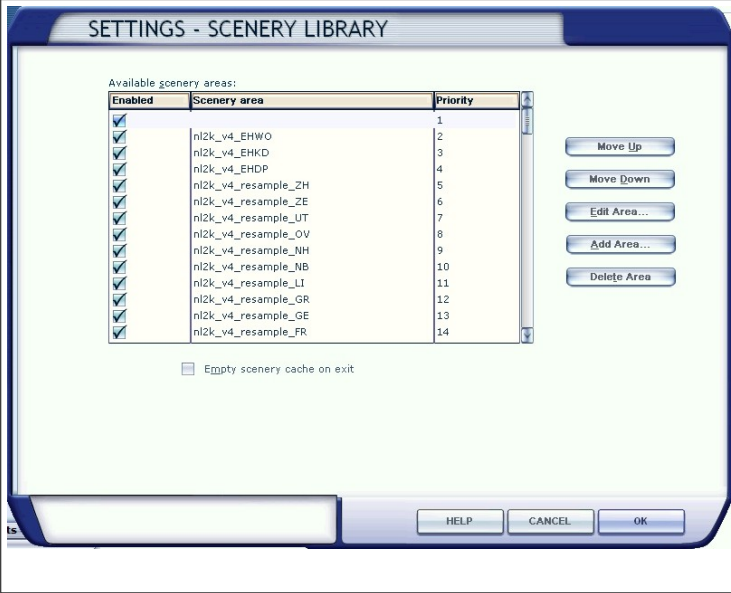 SETTINGS - SCENERY LIBRARY
Available scenery areas:
Enabled Scenery area Priority
1
nl2k_v4_EHWO 2
nl2k_v4_EHKD 3
nl2k_v4_EHDP 4
nl2k_v4_resample_ZH 5
nl2k_v4_resample_ZE 6
nl2k_v4_resample_UT 7
nl2k_v4_resample_OV 8
nl2k_v4_resample_NH 9
nl2k_v4_resample_NB 10
nl2k_v4_resample_LI 11
nl2k_v4_resample_GR 12
nl2k_v4_resample_GE 13
nl2k_v4_resample_FR 14
Move Up
Move Down
Edit Area...
Add Area...
Delete Area
Empty scenery cache on exit
ts
HELP CANCEL OK